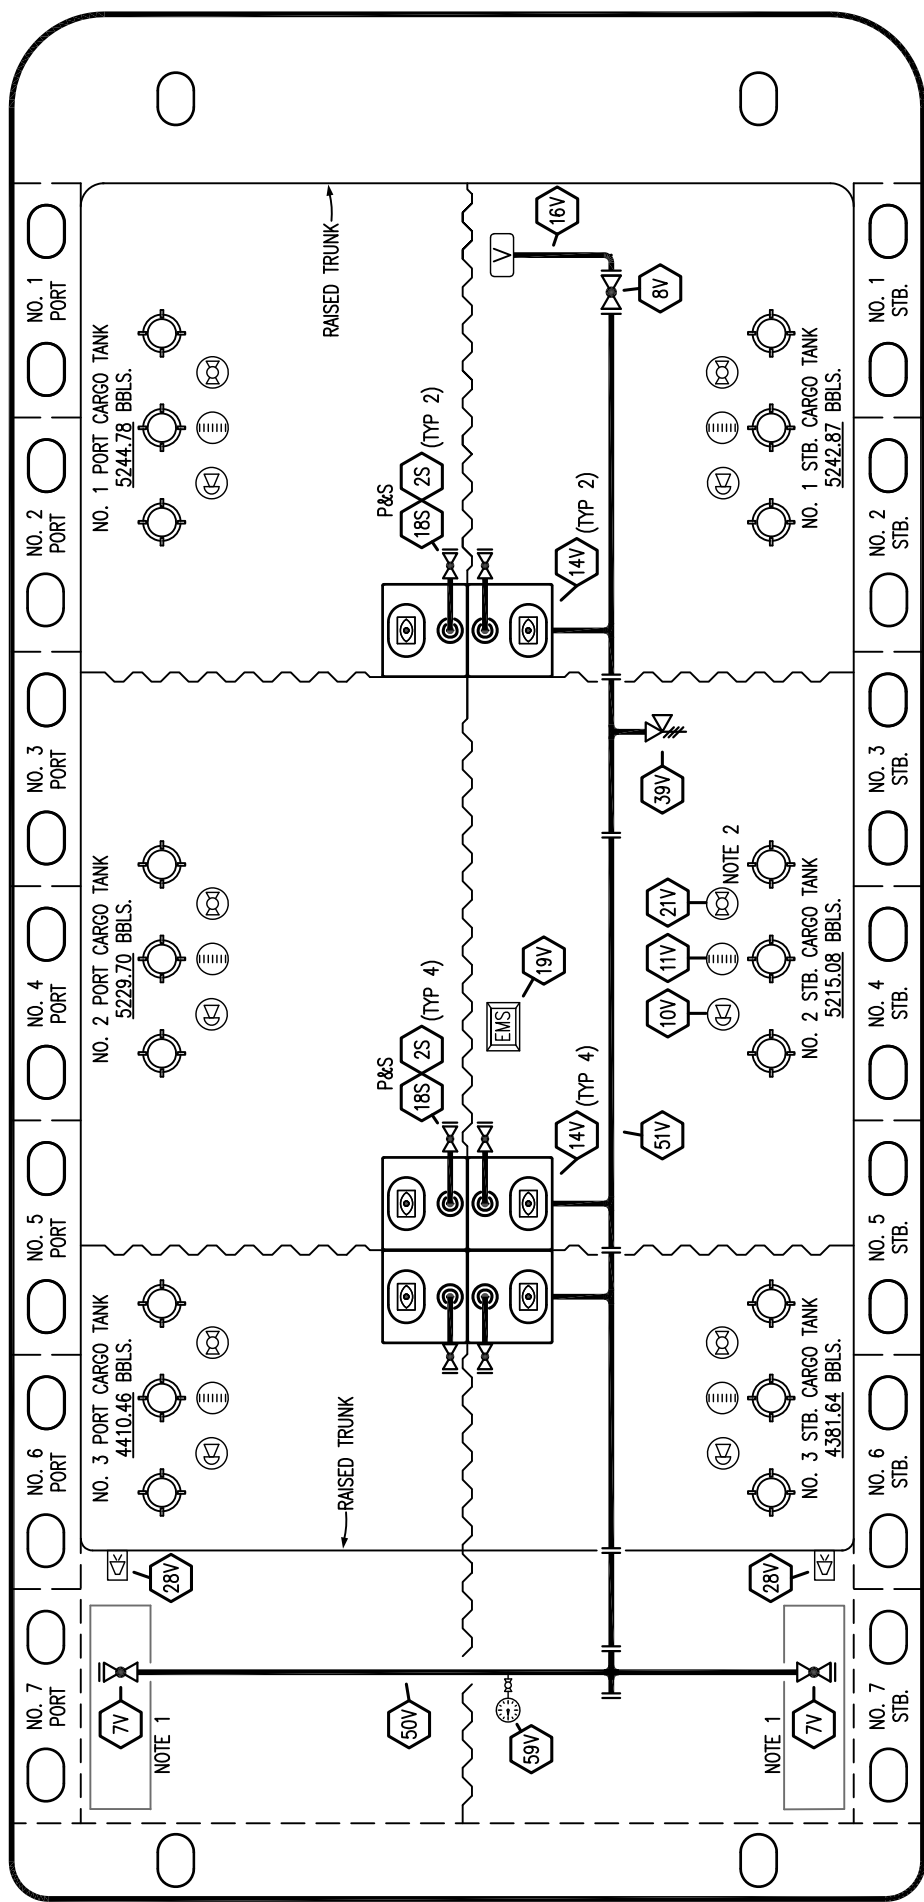 NO. 7
PORT
NO. 6
PORT
NO. 5
PORT
NO. 4
PORT
NO. 3
PORT
NO. 2
PORT
NO. 1
PORT
NO. 3 PORT CARGO TANK
4410.46 BBLS.
NO. 2 PORT CARGO TANK
5229.70 BBLS.
NO. 1 PORT CARGO TANK
5244.78 BBLS.
7V
NOTE 1
28V
RAISED TRUNK
RAISED TRUNK
P&S
18S
2S
(TYP 4)
P&S
18S
2S
(TYP 2)
50V
59V
EMS
19V
V
16V
8V
14V
(TYP 4)
14V
(TYP 2)
51V
39V
10V
11V
21V
NOTE 2
NOTE 1
7V
28V
NO. 3 STB. CARGO TANK
4381.64 BBLS.
NO. 2 STB. CARGO TANK
5215.08 BBLS.
NO. 1 STB. CARGO TANK
5242.87 BBLS.
NO. 7
STB.
NO. 6
STB.
NO. 5
STB.
NO. 4
STB.
NO. 3
STB.
NO. 2
STB.
NO. 1
STB.